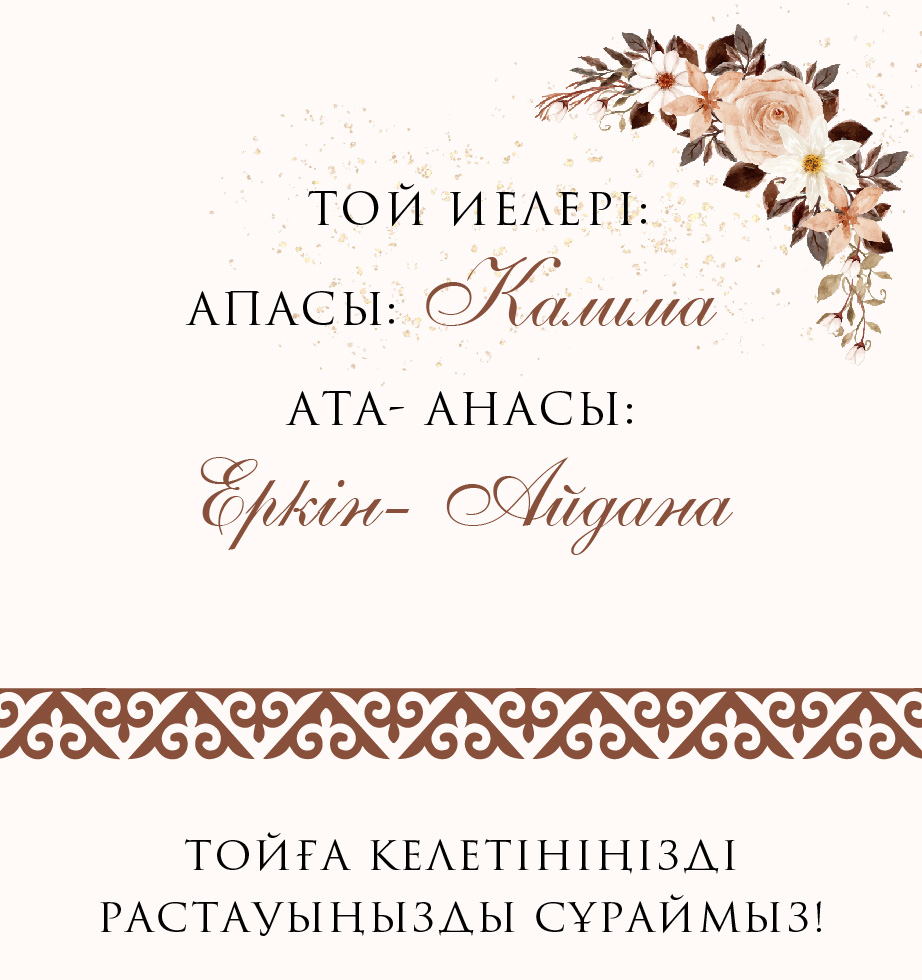 ТОЙ ИЕЛЕРІ:
АПАСЫ: Калима
АТА- АНАСЫ:
Еркін- Айдана
ТОЙҒА КЕЛЕТІНІҢІЗДІ
РАСТАУЫҢЫЗДЫ СҰРАЙМЫЗ!